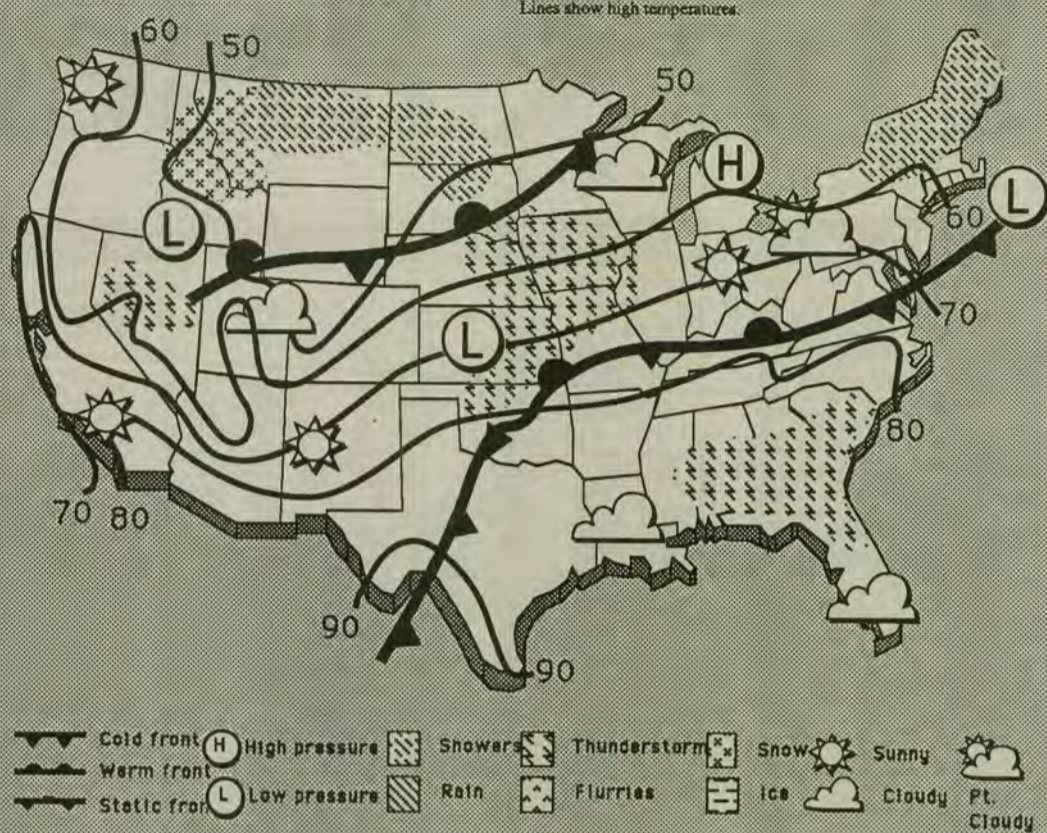 Lines show high temperatures.
60
50
50
H
L
L
60
L
70
80
70 80
90
90
Cold front
H High pressure
Showers
Thunderstorm
Snow
Sunny
Warm front
Static fron
L Low pressure
Rain
Flurries
Ice
Cloudy
Pt.
Cloudy